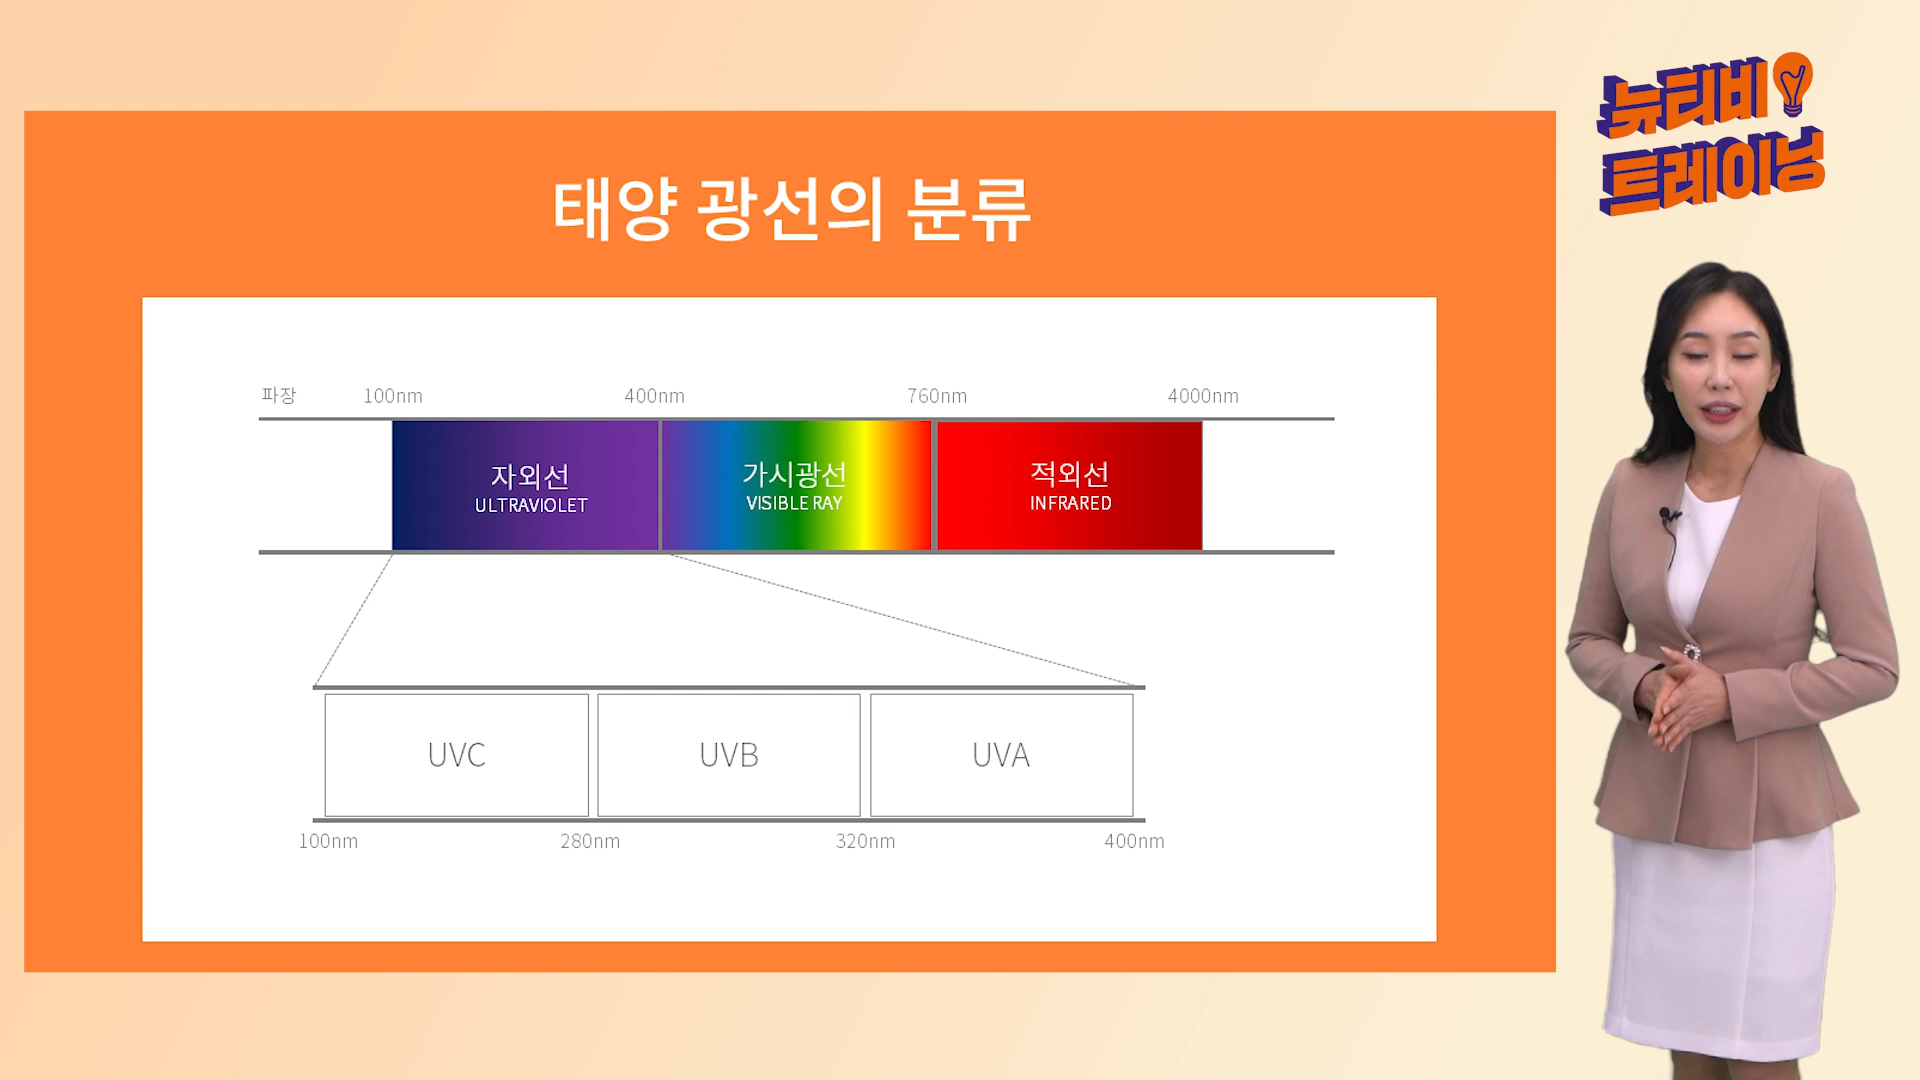 뉴티비
트레이닝
태양 광선의 분류
파장 100nm 400nm 760nm 4000nm
자외선 가시광선 적외선
ULTRAVIOLET VISIBLE RAY INFRARED
UVC UVB UVA
100nm 280nm 320nm 400nm